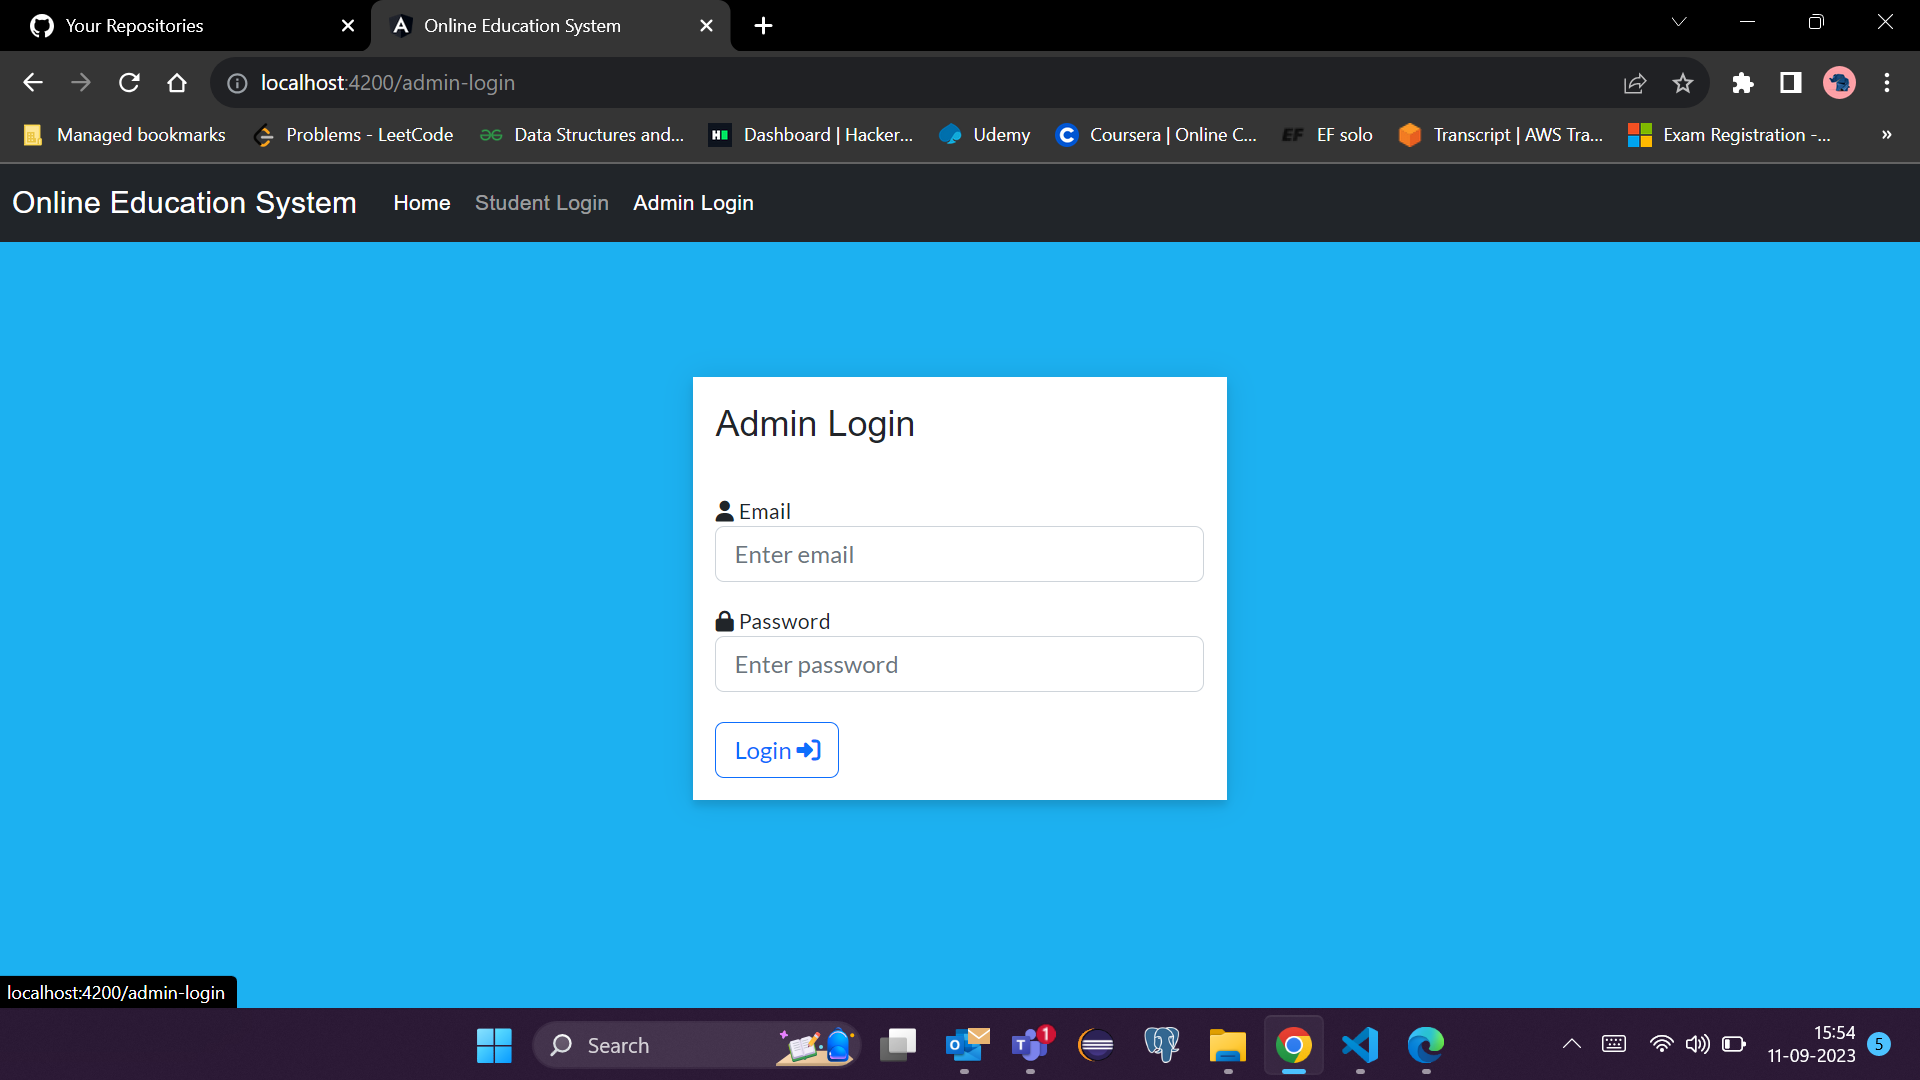 Your Repositories
Online Education System
localhost:4200/admin-login
Managed bookmarks
Problems - LeetCode
Data Structures and...
Dashboard | Hacker...
Udemy
Coursera | Online C...
EF solo
Transcript | AWS Tra...
Exam Registration -...
»
Online Education System
Home
Student Login
Admin Login
Admin Login
Email
Enter email
Password
Enter password
Login
localhost:4200/admin-login
Search
1
15:54
11-09-2023
5